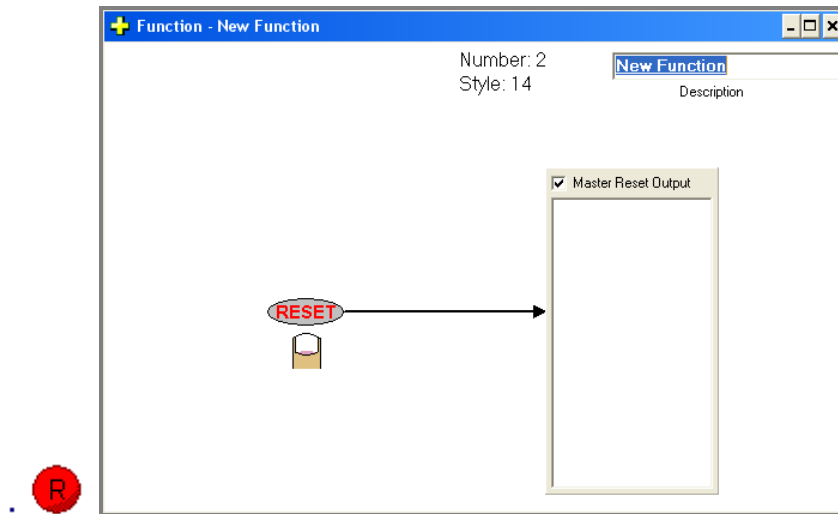 Function - New Function
Number: 2
New Function
Style: 14
Description
Master Reset Output
RESET
. R